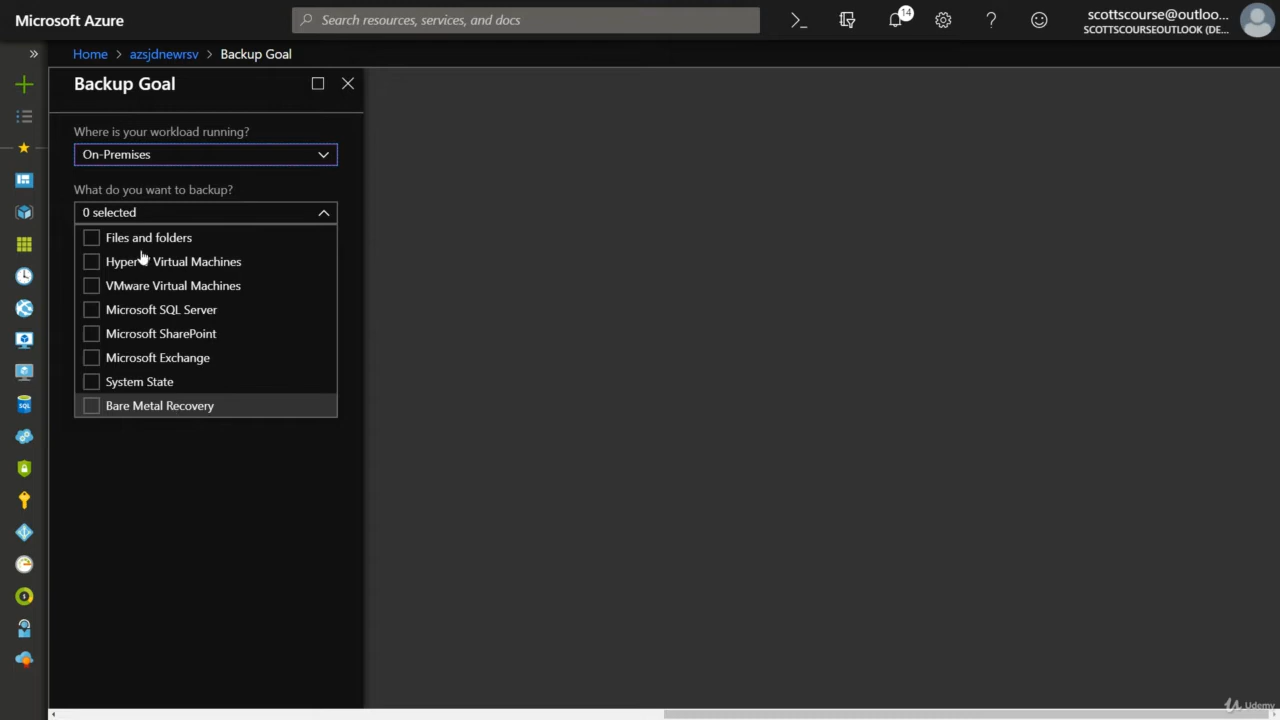 Microsoft Azure
Search resources, services, and docs
14
scottscourse@outloo...
SCOTTSCOURSEOUTLOOK (DE...
Home > azsjdnewrsv > Backup Goal
Backup Goal
Where is your workload running?
On-Premises
What do you want to backup?
0 selected
Files and folders
Hyper Virtual Machines
VMware Virtual Machines
Microsoft SQL Server
Microsoft SharePoint
Microsoft Exchange
System State
Bare Metal Recovery
SQL
Udemy